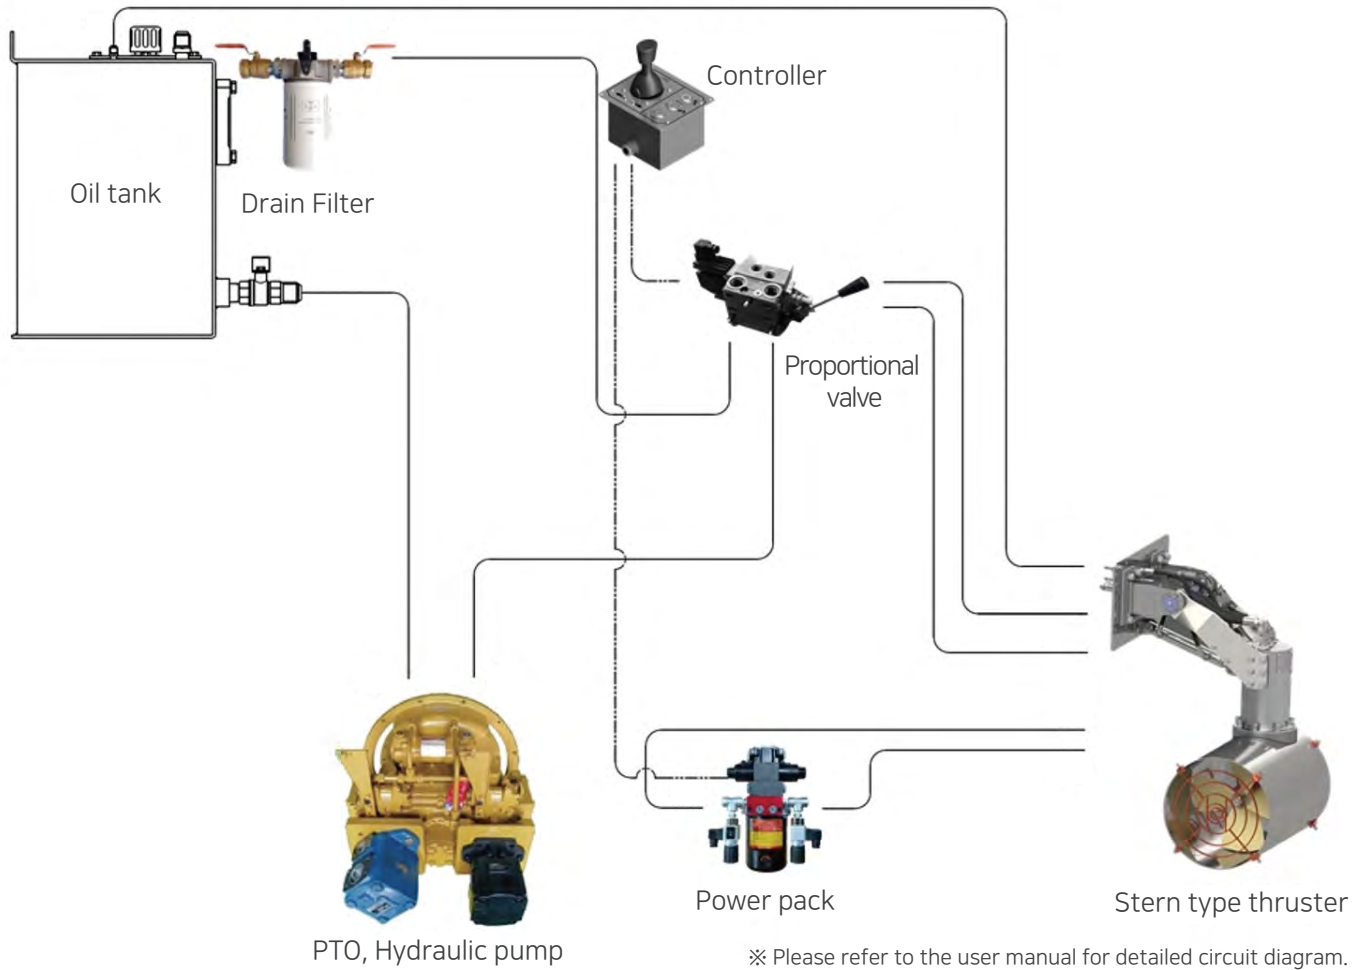 Controller
Oil tank
Drain Filter
Proportional
valve
Power pack
Stern type thruster
PTO, Hydraulic pump
※ Please refer to the user manual for detailed circuit diagram.